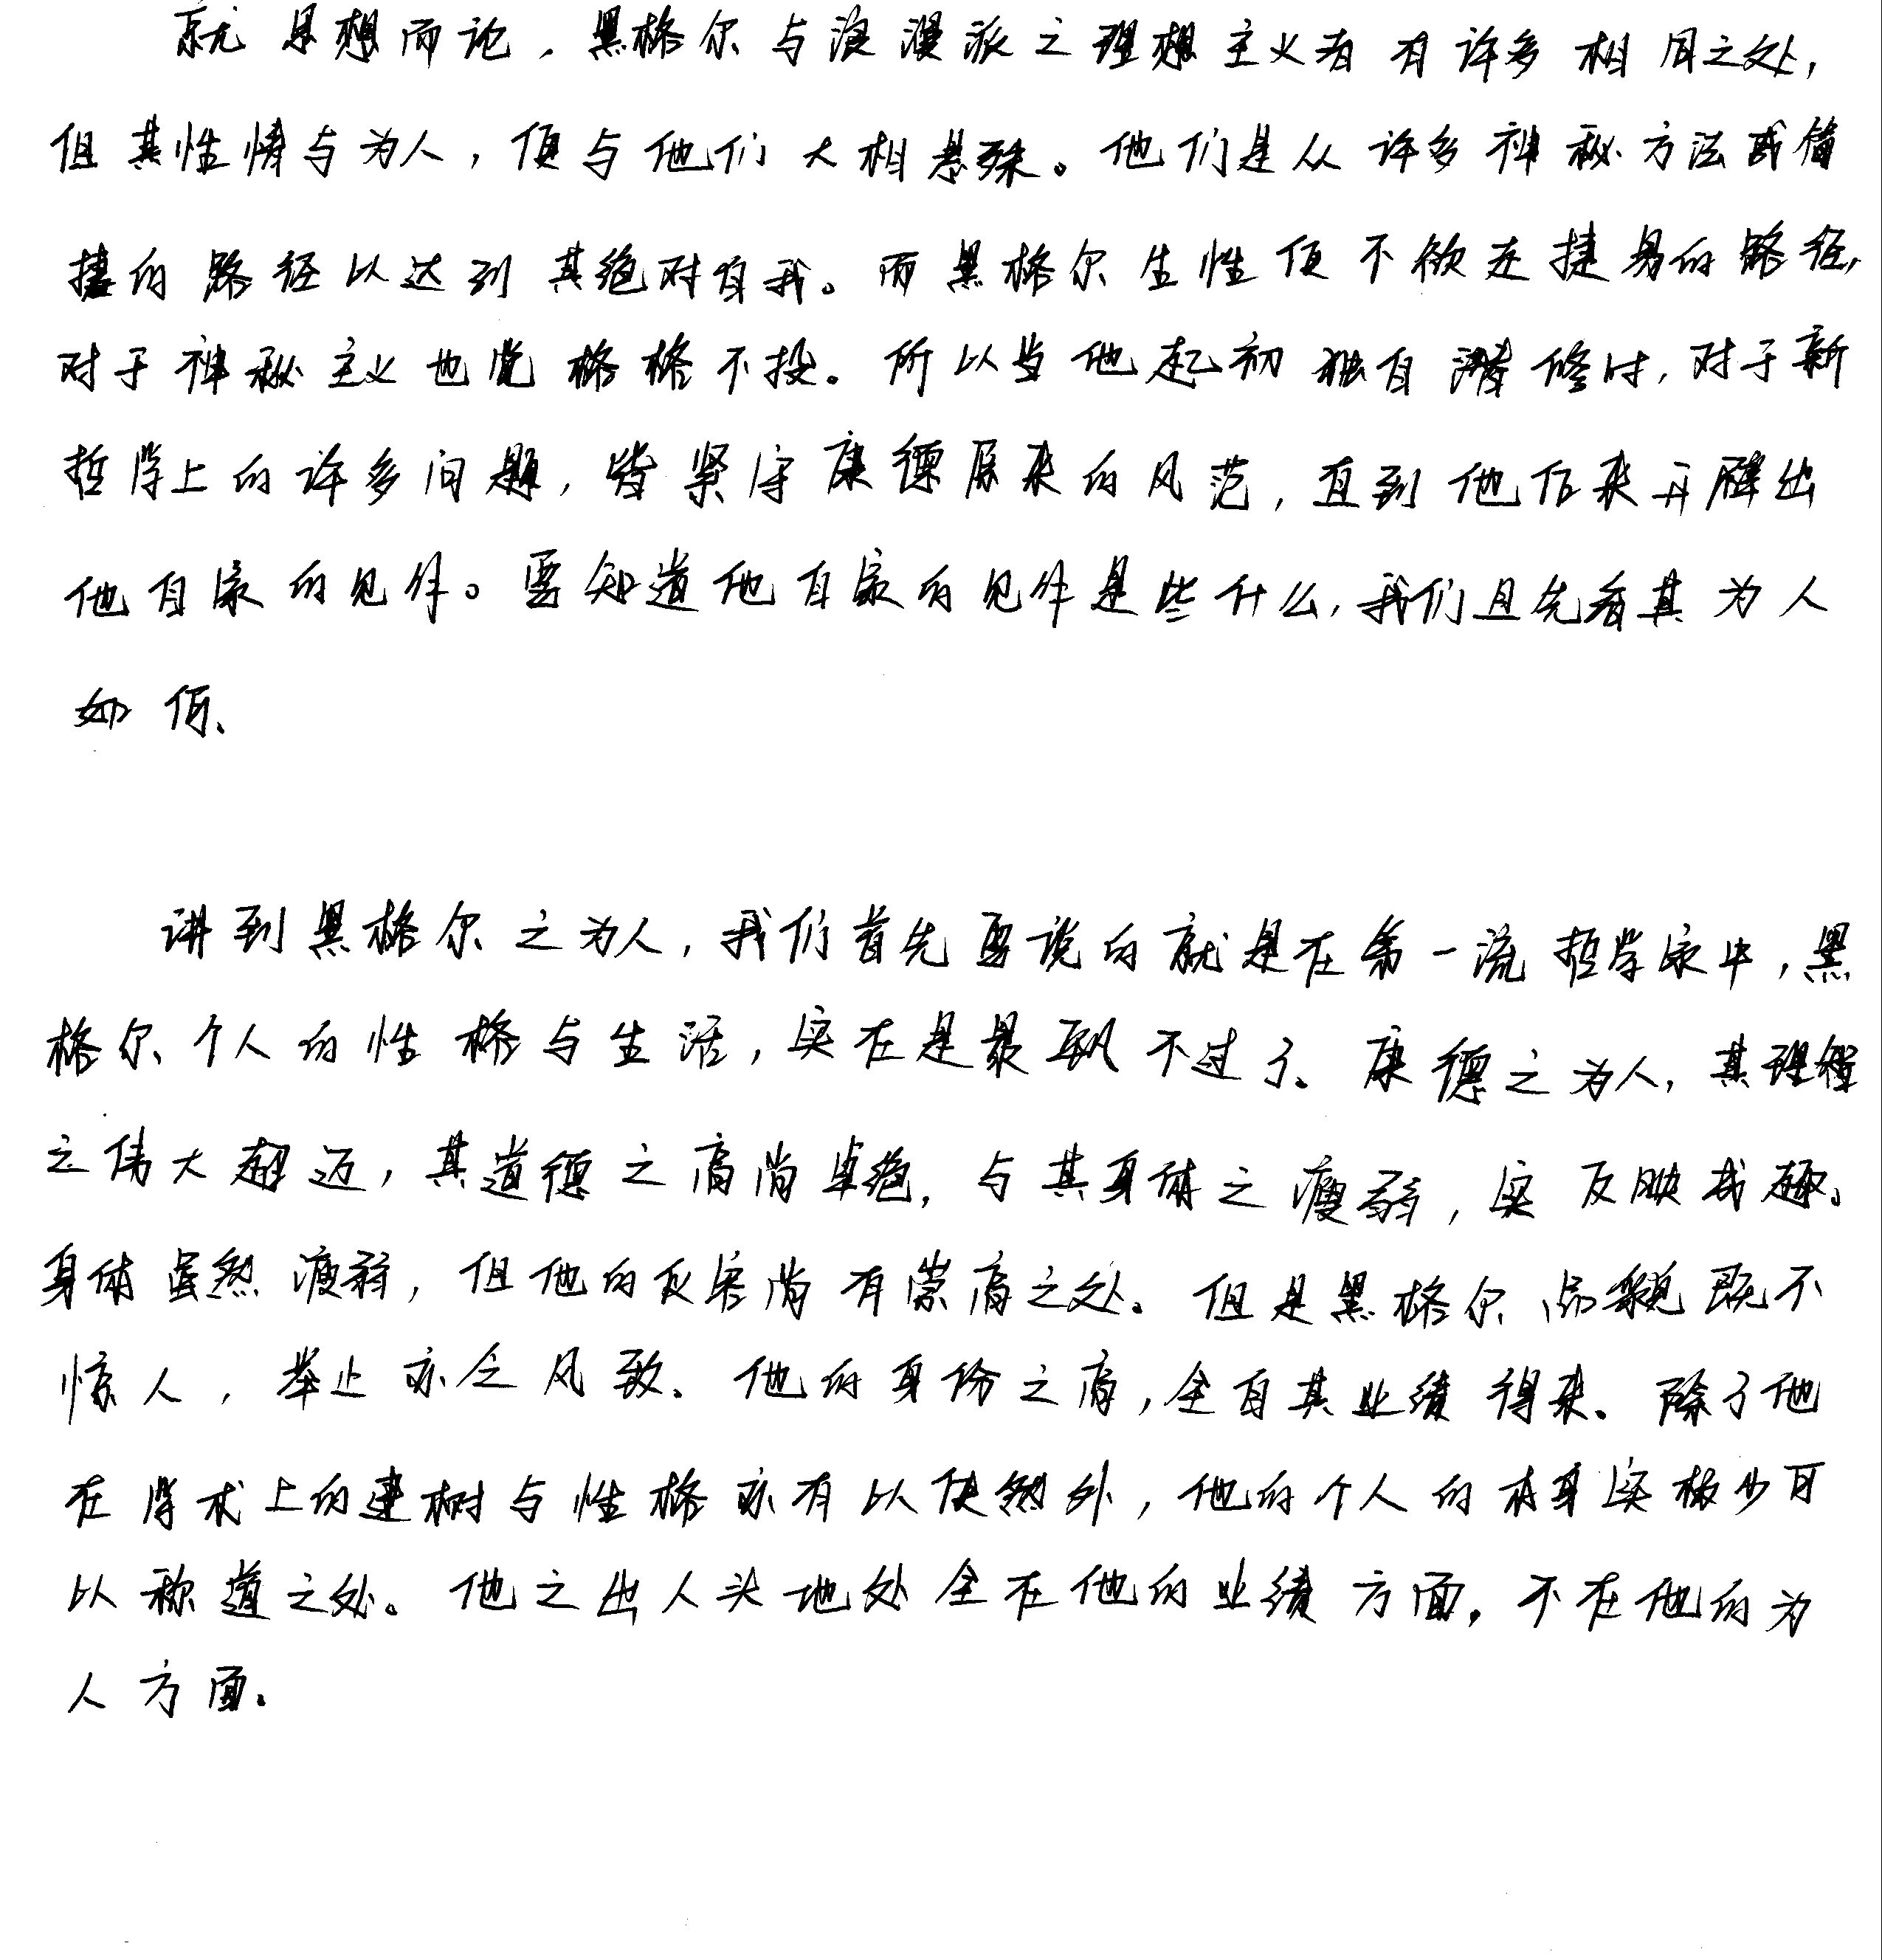 就思想而论，黑格尔与浪漫派之理想主义者有许多相同之处，
但其性情与为人，便与他们大相悬殊。他们是从许多神秘方法或简
捷的路径以达到其绝对自我。而黑格尔生性便不欲走捷易的路径，
对于神秘主义也觉格格不投。所以当他起初独自潜修时，对于新
哲学上的许多问题，皆紧守康德原来的风范，直到他后来开辟出
他自家的见解。要知道他自家的见解是些什么，我们且先看其为人
如何。
讲到黑格尔之为人，我们首先要说的就是在第一流哲学家中，黑
格尔个人的性格与生活，实在是最飘不过了。康德之为人，其理智
之伟大超迈，其道德之高尚卓绝，与其身体之瘦弱，实反映成趣。
身体虽然瘦弱，但他的灵魂尚有崇高之处。但是黑格尔品貌既不
惊人，举止亦乏风致。他的身份之高，全自其业绩得来。除了他
在学术上的建树与性格亦有以使然外，他的个人的本身实极少可
以称道之处。他之出人头地处全在他的业绩方面，不在他的为
人方面。